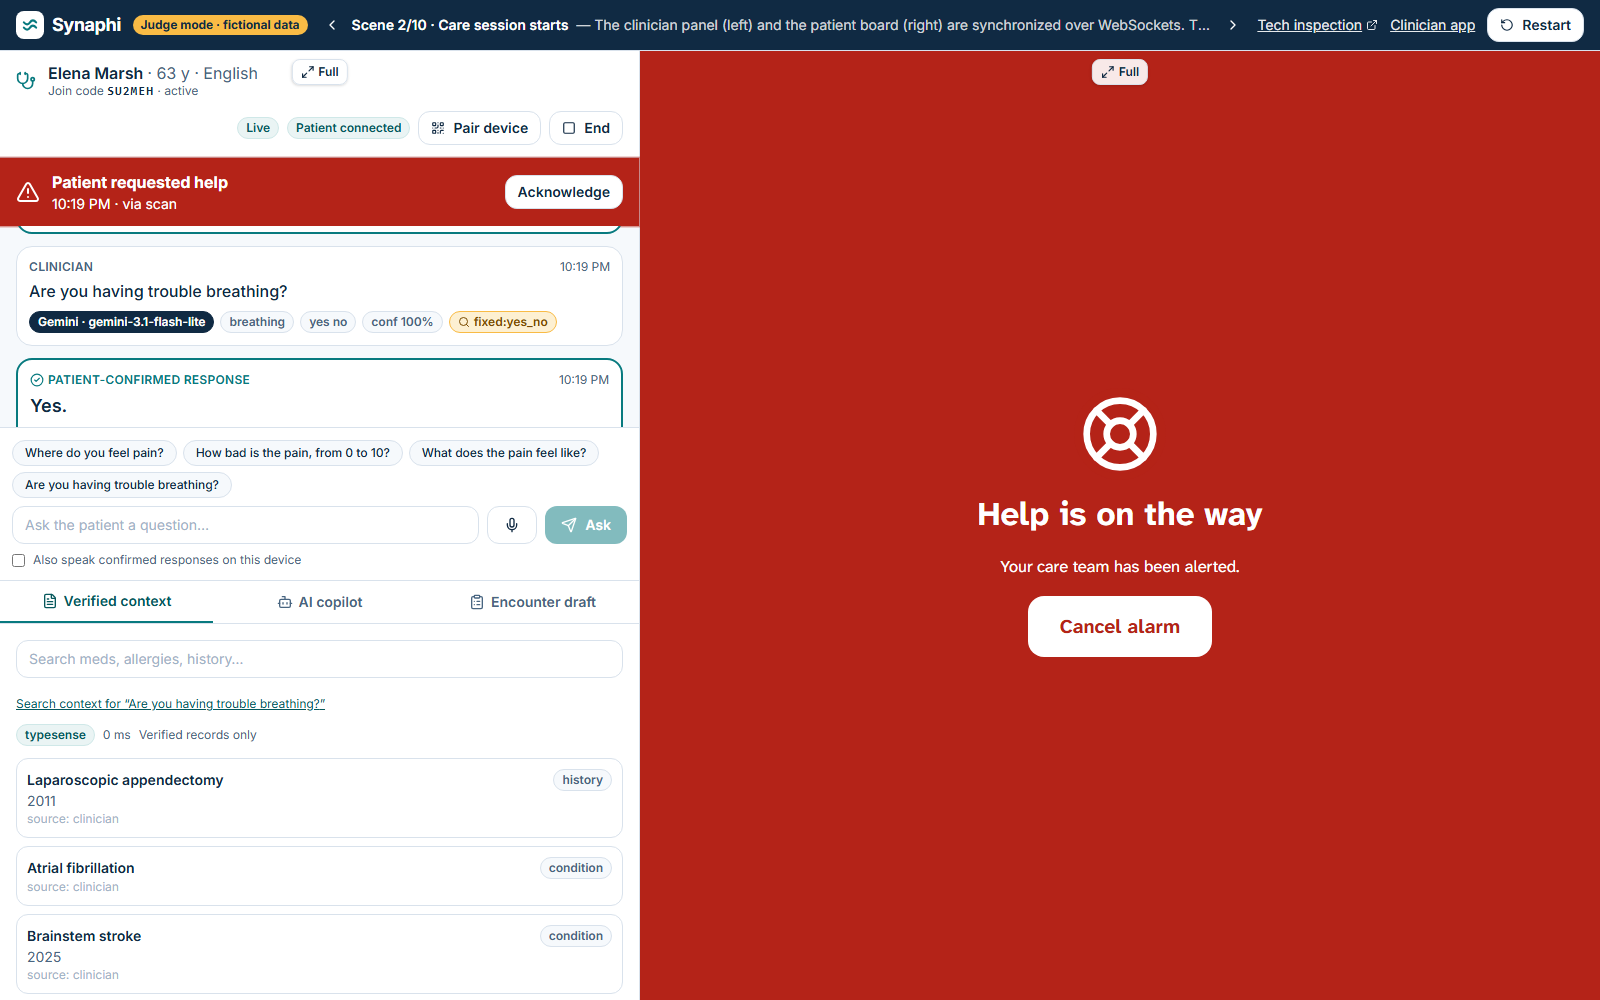 Synaphi
Judge mode · fictional data
Scene 2/10 · Care session starts — The clinician panel (left) and the patient board (right) are synchronized over WebSockets. T...
Tech inspection
Clinician app
Restart
Elena Marsh · 63 y · English
Join code SU2MEH · active
Full
Live
Patient connected
Pair device
End
Patient requested help
10:19 PM · via scan
Acknowledge
CLINICIAN
10:19 PM
Are you having trouble breathing?
Gemini · gemini-3.1-flash-lite
breathing
yes no
conf 100%
fixed:yes_no
PATIENT-CONFIRMED RESPONSE
10:19 PM
Yes.
Where do you feel pain?
How bad is the pain, from 0 to 10?
What does the pain feel like?
Are you having trouble breathing?
Ask the patient a question...
Ask
Also speak confirmed responses on this device
Verified context
AI copilot
Encounter draft
Search meds, allergies, history...
Search context for “Are you having trouble breathing?”
typesense
0 ms
Verified records only
Laparoscopic appendectomy
history
2011
source: clinician
Atrial fibrillation
condition
source: clinician
Brainstem stroke
condition
2025
source: clinician
Full
Help is on the way
Your care team has been alerted.
Cancel alarm